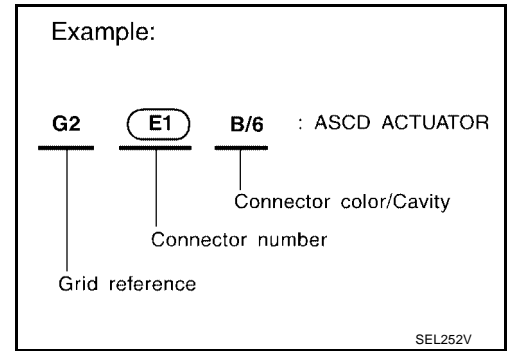 Example:
G2 E1 B/6 : ASCD ACTUATOR
Connector color/Cavity
Connector number
Grid reference
SEL252V